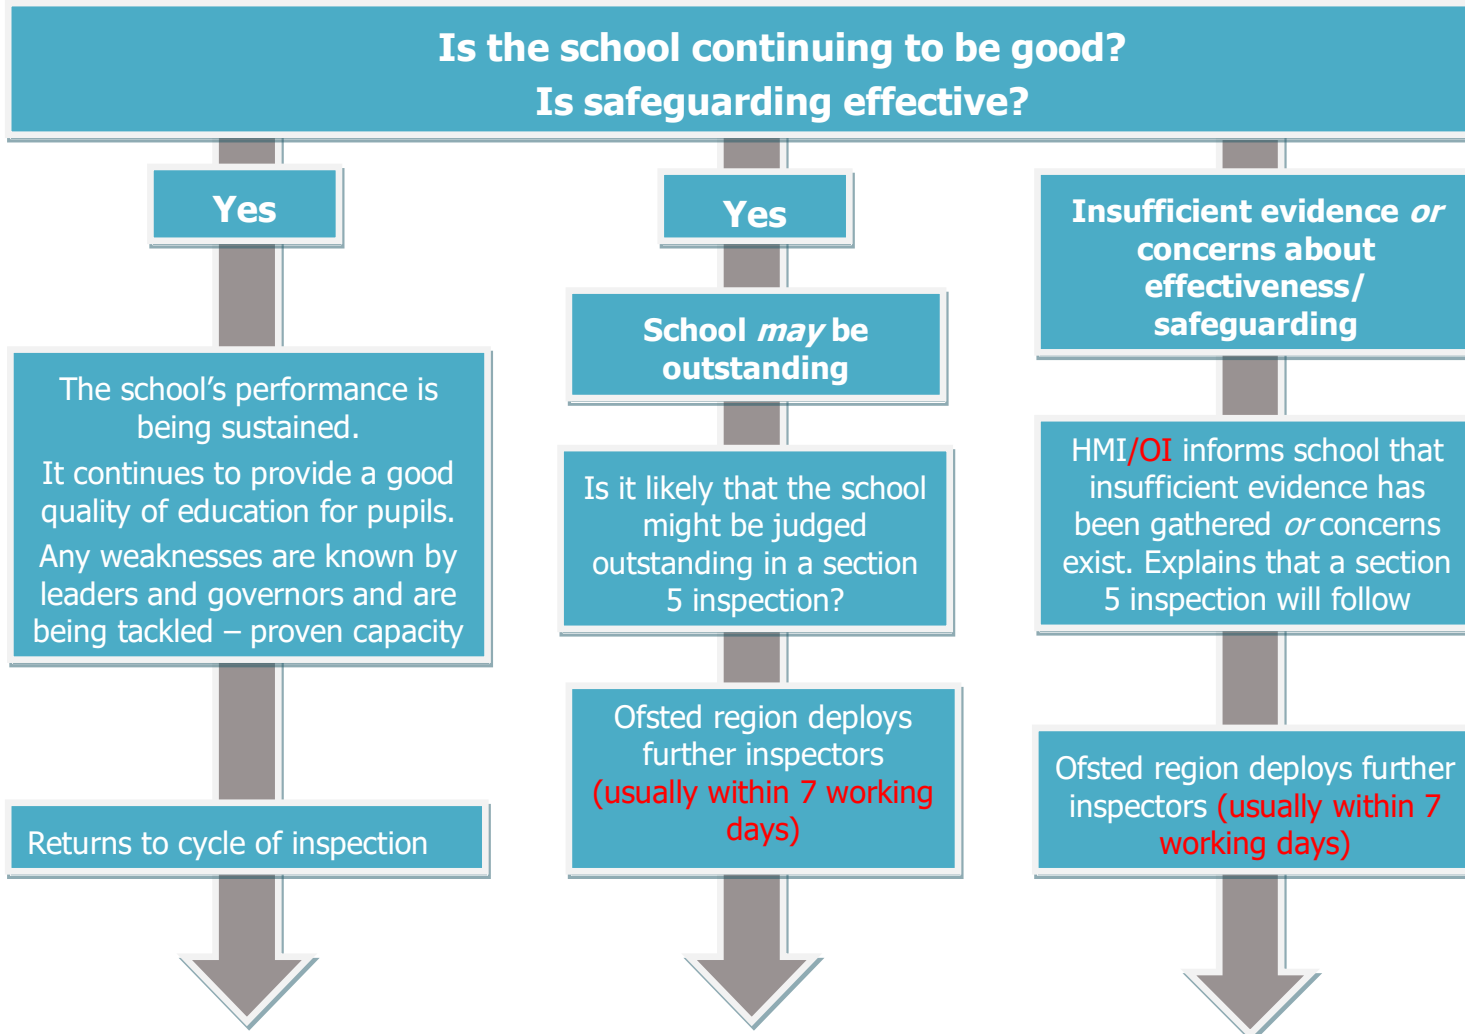 Is the school continuing to be good?
Is safeguarding effective?
Yes
The school’s performance is
being sustained.
It continues to provide a good
quality of education for pupils.
Any weaknesses are known by
leaders and governors and are
being tackled – proven capacity
Returns to cycle of inspection
Yes
School may be
outstanding
Is it likely that the school
might be judged
outstanding in a section
5 inspection?
Ofsted region deploys
further inspectors
(usually within 7 working
days)
Insufficient evidence or
concerns about
effectiveness/
safeguarding
HMI/OI informs school that
insufficient evidence has
been gathered or concerns
exist. Explains that a section
5 inspection will follow
Ofsted region deploys further
inspectors (usually within 7
working days)